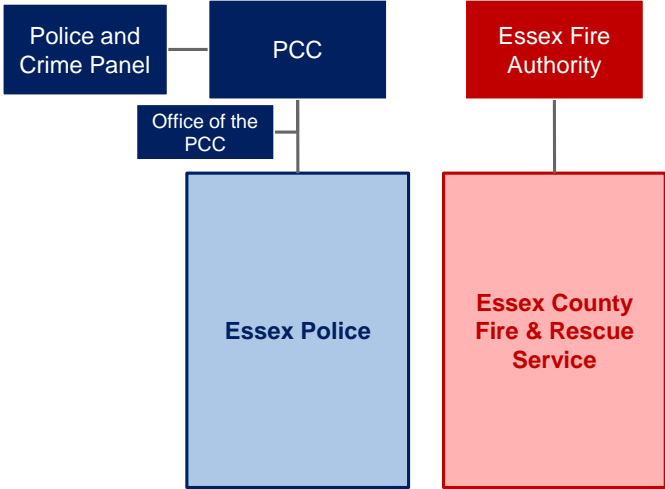 Police and
Crime Panel
PCC
Essex Fire
Authority
Office of the
PCC
Essex Police
Essex County
Fire & Rescue
Service